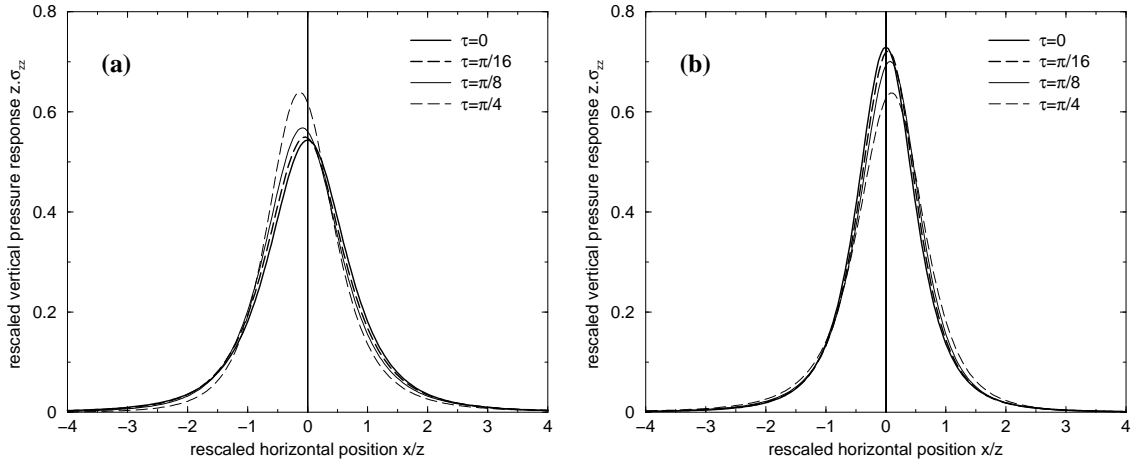 0.8
0.6
0.4
0.2
0
rescaled vertical pressure response z.σzz
(a)
τ=0
τ=π/16
τ=π/8
τ=π/4
−4 −3 −2 −1 0 1 2 3 4
rescaled horizontal position x/z
0.8
0.6
0.4
0.2
0
rescaled vertical pressure response z.σzz
(b)
τ=0
τ=π/16
τ=π/8
τ=π/4
−4 −3 −2 −1 0 1 2 3 4
rescaled horizontal position x/z